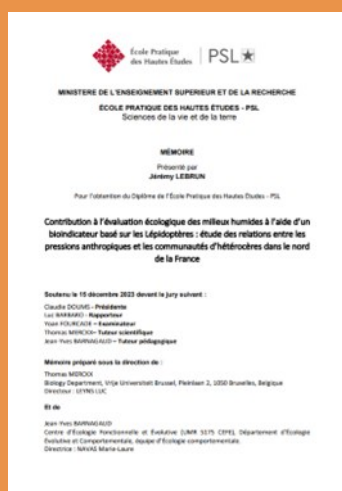 École Pratique
des Hautes Études
PSL
MINISTERE DE L'ENSEIGNEMENT SUPERIEUR ET DE LA RECHERCHE
ÉCOLE PRATIQUE DES HAUTES ÉTUDES - PSL
Sciences de la vie et de la terre
MÉMOIRE
Présenté par
Jérémy LEBRUN
Pour l'obtention du Diplôme de l'École Pratique des Hautes Études - PSL
Contribution à l'évaluation écologique des milieux humides à l'aide d'un
bioindicateur basé sur les Lépidoptères : étude des relations entre les
pressions anthropiques et les communautés d'hétérocères dans le nord
de la France
Soutenu le 15 décembre 2023 devant le jury suivant :
Claudie DOUMS - Présidente
Luc BARBARO - Rapporteur
Yoan FOURCADE – Examinateur
Thomas MERCKX– Tuteur scientifique
Jean Yves BARNAGAUD – Tuteur pédagogique
Mémoire préparé sous la direction de :
Thomas MERCKX
Biology Department, Vrije Universiteit Brussel, Pleinlaan 2, 1050 Bruxelles, Belgique
Directeur : LEYNS LUC
Et de
Jean Yves BARNAGAUD
Centre d'Écologie Fonctionnelle et Évolutive (UMR 5175 CEFE), Département d'Écologie
Évolutive et Comportementale, équipe d'Écologie comportementale.
Directrice : NAVAS Marie-Laure